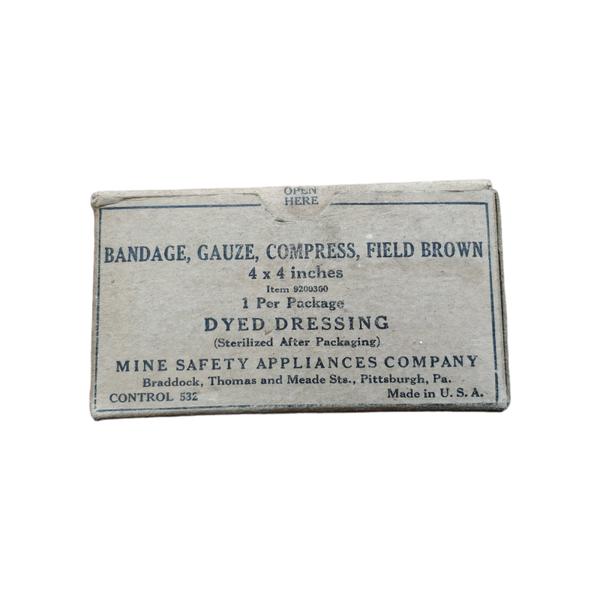 OPEN
HERE
BANDAGE, GAUZE, COMPRESS, FIELD BROWN
4 x 4 inches
Item 9200360
1 Per Package
DYED DRESSING
(Sterilized After Packaging)
MINE SAFETY APPLIANCES COMPANY
Braddock, Thomas and Meade Sts., Pittsburgh, Pa.
CONTROL 532 Made in U. S. A.